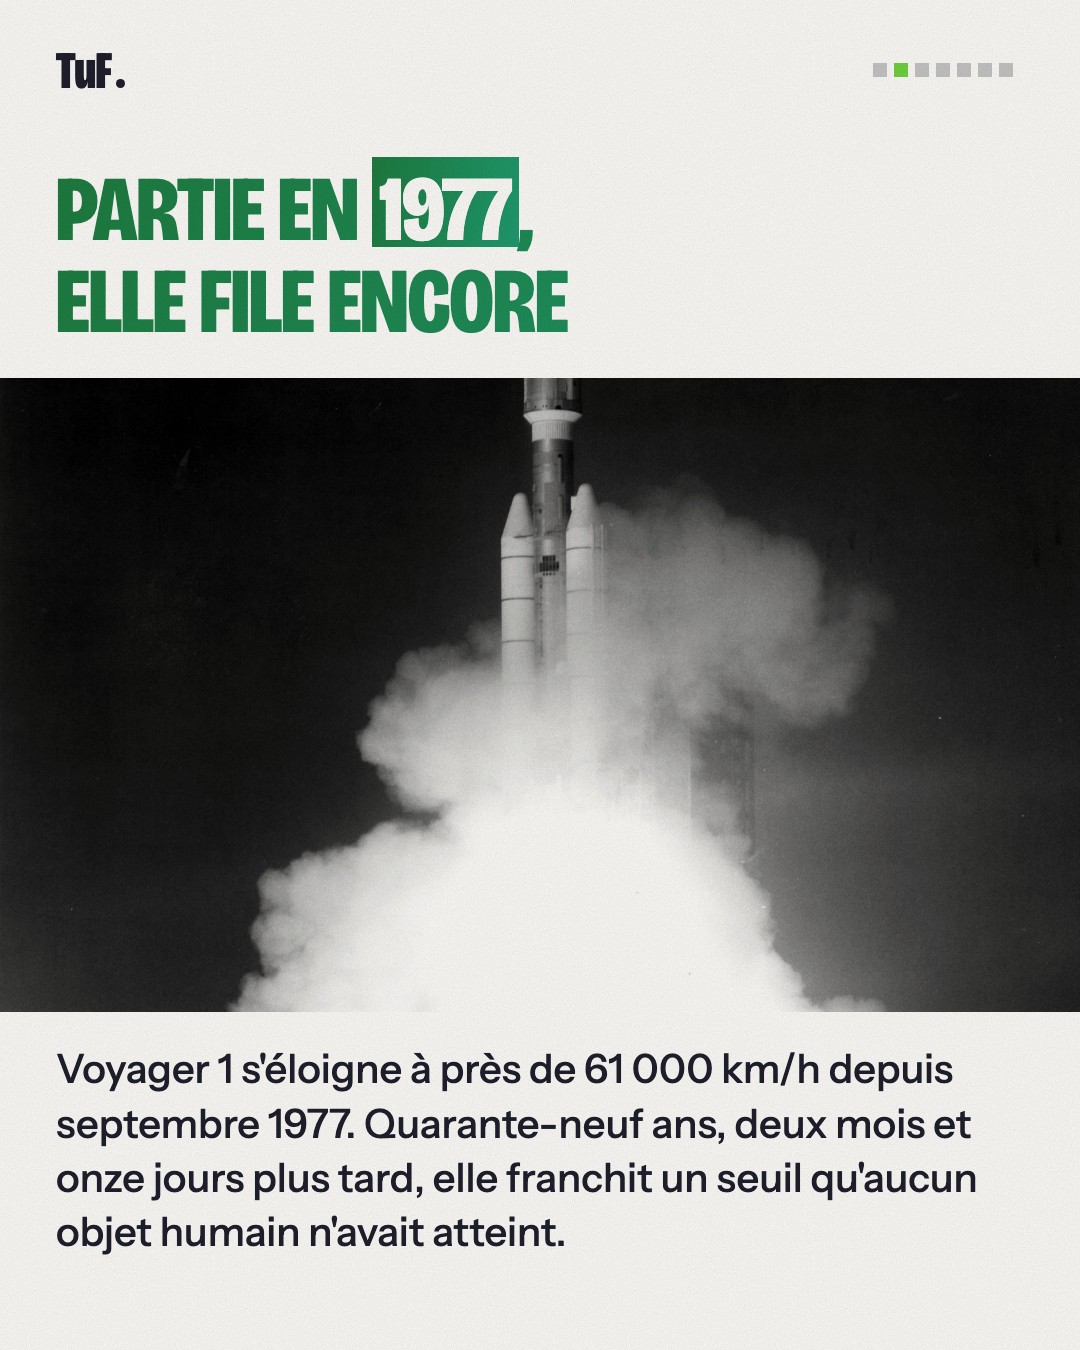 TuF.
PARTIE EN 1977,
ELLE FILE ENCORE
Voyager 1 s'éloigne à près de 61 000 km/h depuis
septembre 1977. Quarante-neuf ans, deux mois et
onze jours plus tard, elle franchit un seuil qu'aucun
objet humain n'avait atteint.